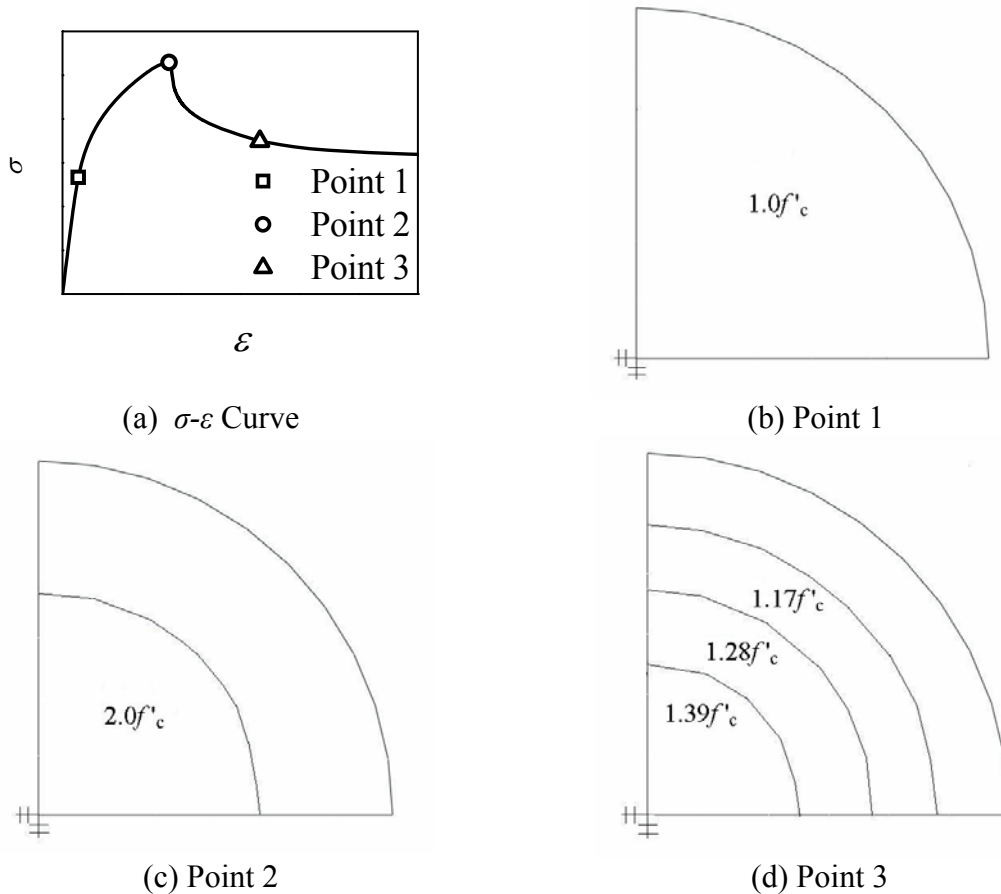 σ
Point 1
Point 2
Point 3
ε
(a) σ-ε Curve
1.0f'c
(b) Point 1
2.0f'c
(c) Point 2
1.17f'c
1.28f'c
1.39f'c
(d) Point 3